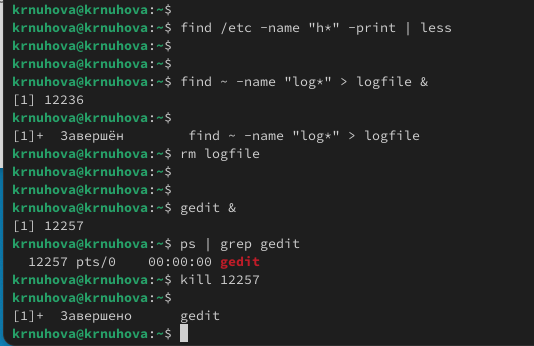 krnuhova@krnuhova:~$
krnuhova@krnuhova:~$ find /etc -name "h*" -print | less
krnuhova@krnuhova:~$
krnuhova@krnuhova:~$
krnuhova@krnuhova:~$ find ~ -name "log*" > logfile &
[1] 12236
krnuhova@krnuhova:~$
[1]+  Завершён        find ~ -name "log*" > logfile
krnuhova@krnuhova:~$ rm logfile
krnuhova@krnuhova:~$
krnuhova@krnuhova:~$
krnuhova@krnuhova:~$ gedit &
[1] 12257
krnuhova@krnuhova:~$ ps | grep gedit
  12257 pts/0    00:00:00 gedit
krnuhova@krnuhova:~$ kill 12257
krnuhova@krnuhova:~$
[1]+  Завершено      gedit
krnuhova@krnuhova:~$